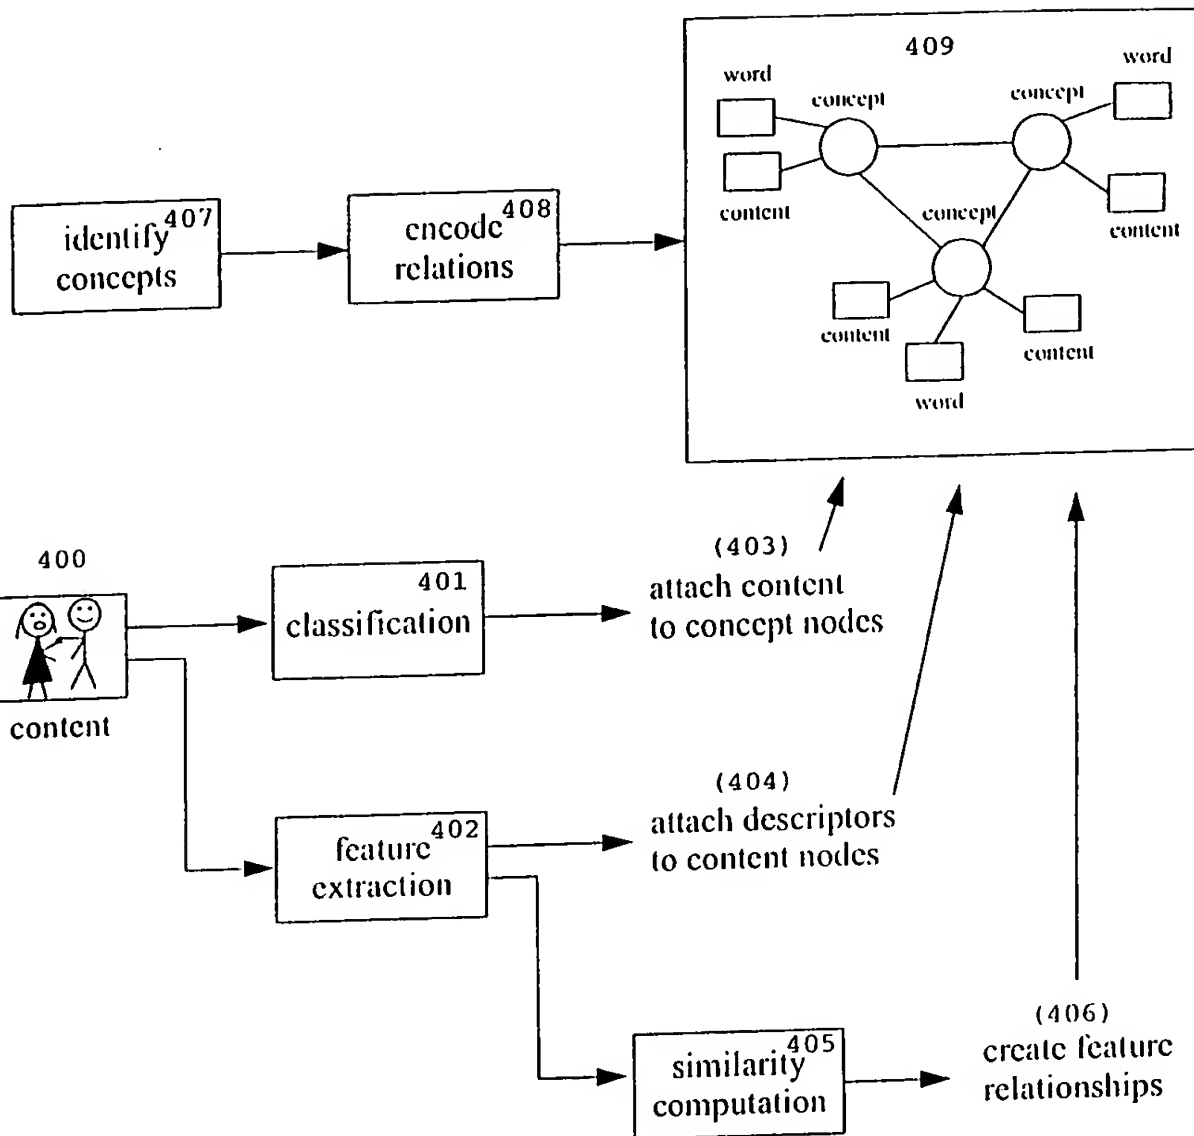 409
word
word
concept
concept
content
content
concept
content
content
word
407
identify
concepts
408
encode
relations
400
content
401
classification
(403)
attach content
to concept nodes
402
feature
extraction
(404)
attach descriptors
to content nodes
405
similarity
computation
(406)
create feature
relationships